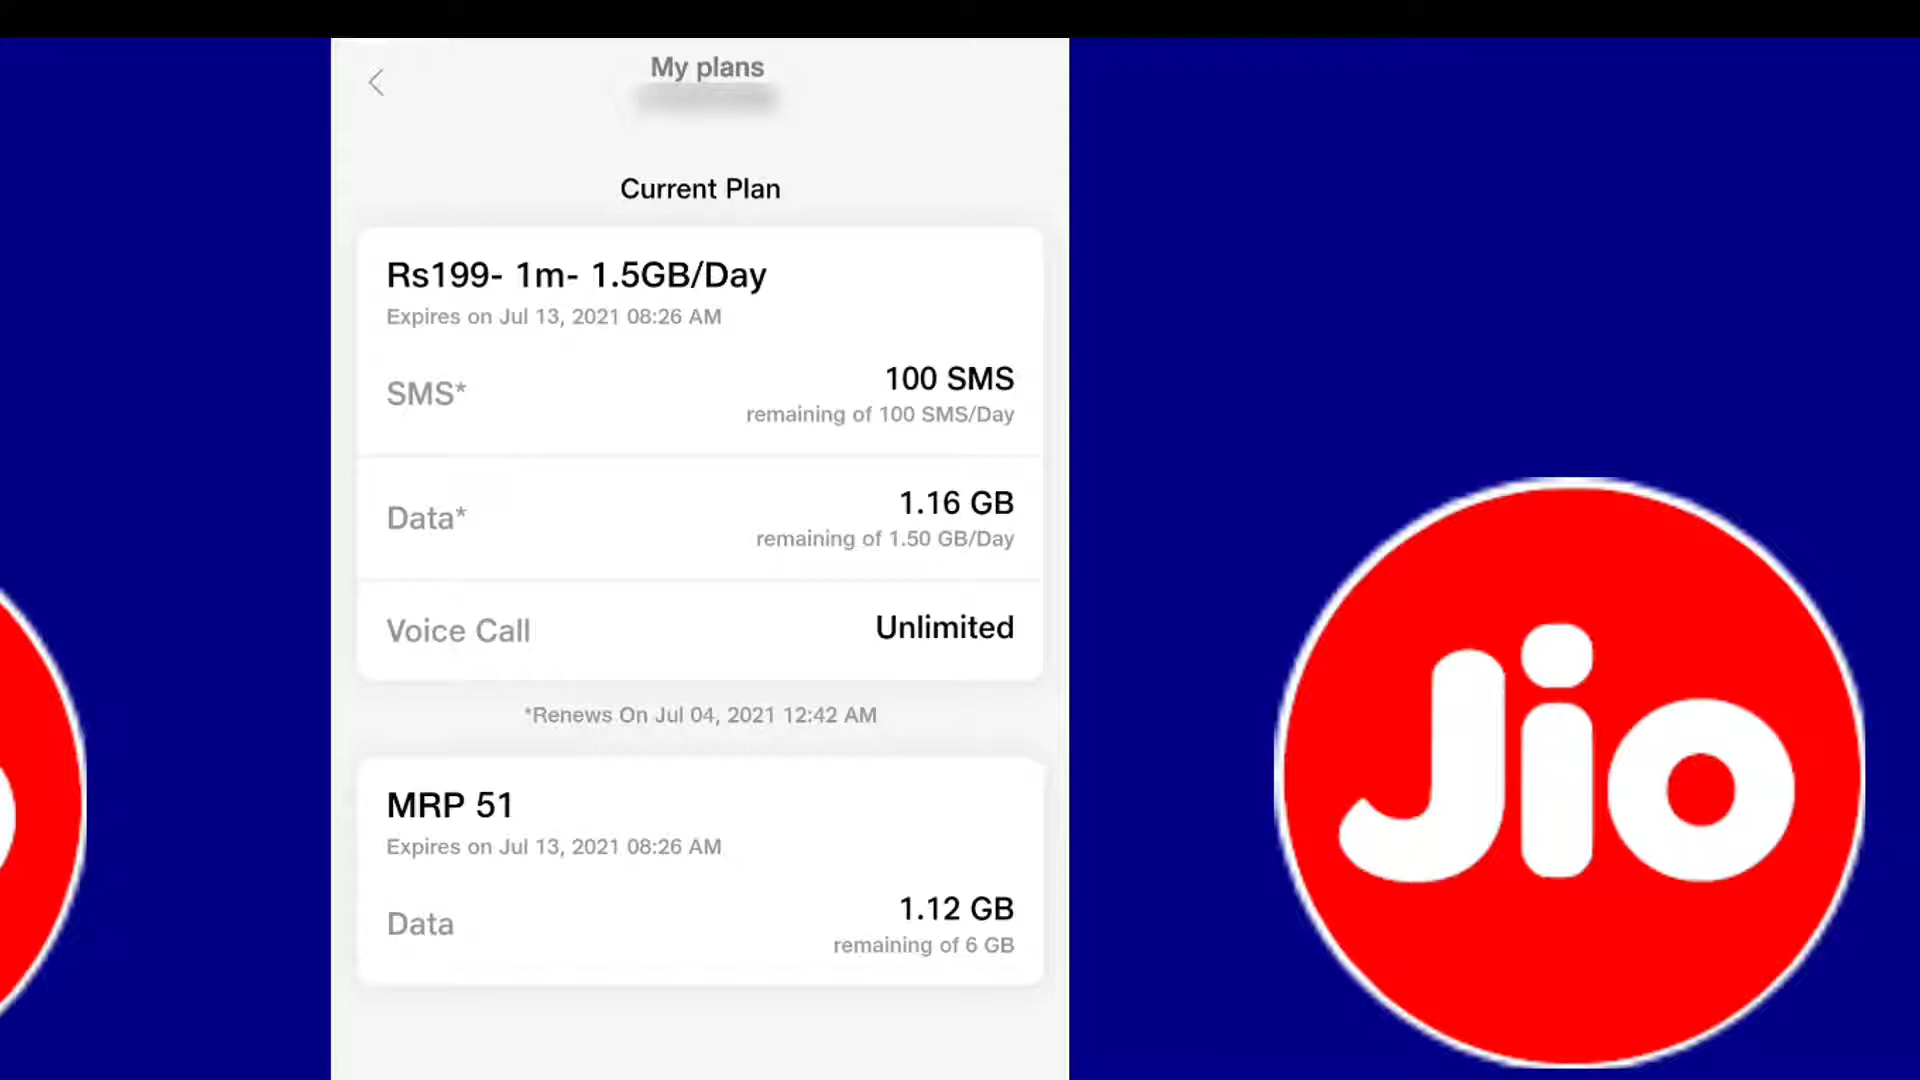 My plans
Current Plan
Rs199- 1m- 1.5GB/Day
Expires on Jul 13, 2021 08:26 AM
SMS*
100 SMS
remaining of 100 SMS/Day
Data*
1.16 GB
remaining of 1.50 GB/Day
Voice Call
Unlimited
*Renews On Jul 04, 2021 12:42 AM
MRP 51
Expires on Jul 13, 2021 08:26 AM
Data
1.12 GB
remaining of 6 GB
Jio